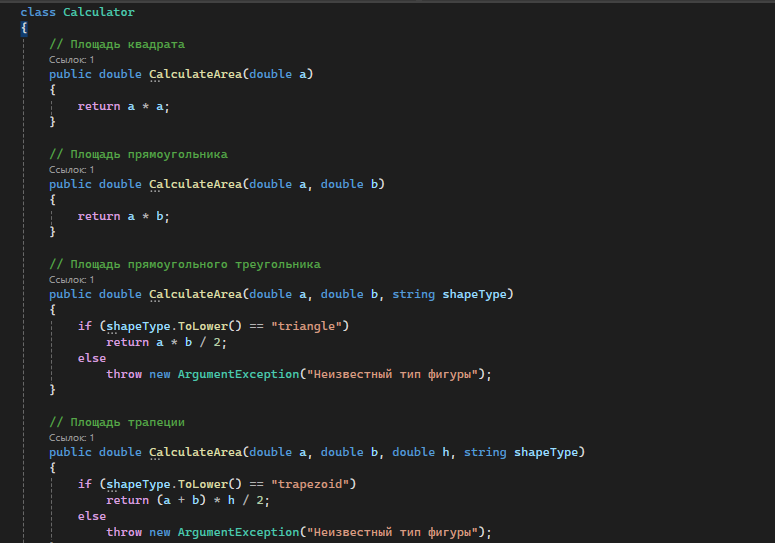 class Calculator
{
// Площадь квадрата
Ссылок: 1
public double CalculateArea(double a)
{
return a * a;
}
// Площадь прямоугольника
Ссылок: 1
public double CalculateArea(double a, double b)
{
return a * b;
}
// Площадь прямоугольного треугольника
Ссылок: 1
public double CalculateArea(double a, double b, string shapeType)
{
if (shapeType.ToLower() == "triangle")
return a * b / 2;
else
throw new ArgumentException("Неизвестный тип фигуры");
}
// Площадь трапеции
Ссылок: 1
public double CalculateArea(double a, double b, double h, string shapeType)
{
if (shapeType.ToLower() == "trapezoid")
return (a + b) * h / 2;
else
throw new ArgumentException("Неизвестный тип фигуры");